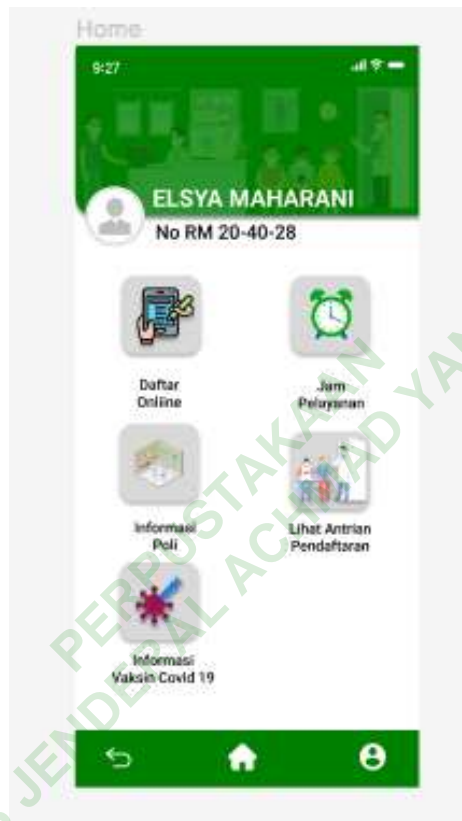 Home
9:27
ELSYA MAHARANI
No RM 20-40-28
Daftar
Online
Jam
Pelayanan
Informasi
Poli
Lihat Antrian
Pendaftaran
Informasi
Vaksin Covid 19
PERPUSTAKAAN
JENDERAL ACHMAD YAN